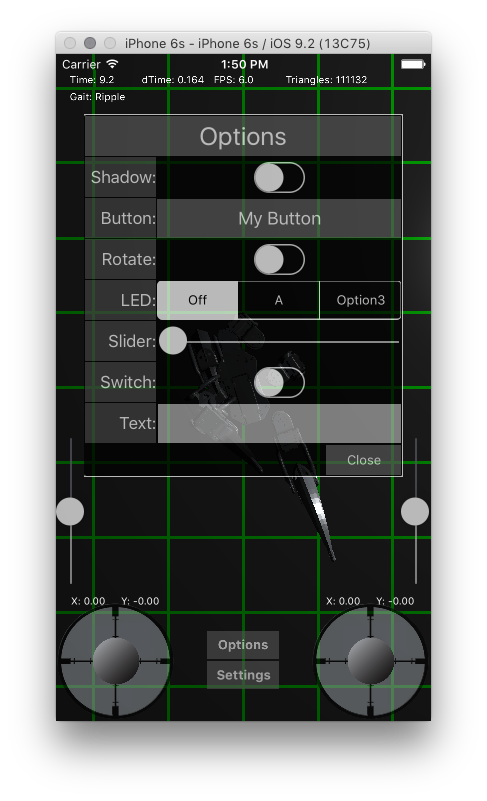 iPhone 6s - iPhone 6s / iOS 9.2 (13C75)
Carrier 1:50 PM
Time: 9.2 dTime: 0.164 FPS: 6.0 Triangles: 111132
Gait: Ripple
Options
Shadow:
Button: My Button
Rotate:
LED: Off A Option3
Slider:
Switch:
Text:
Close
X: 0.00 Y: -0.00 X: 0.00 Y: -0.00
Options
Settings